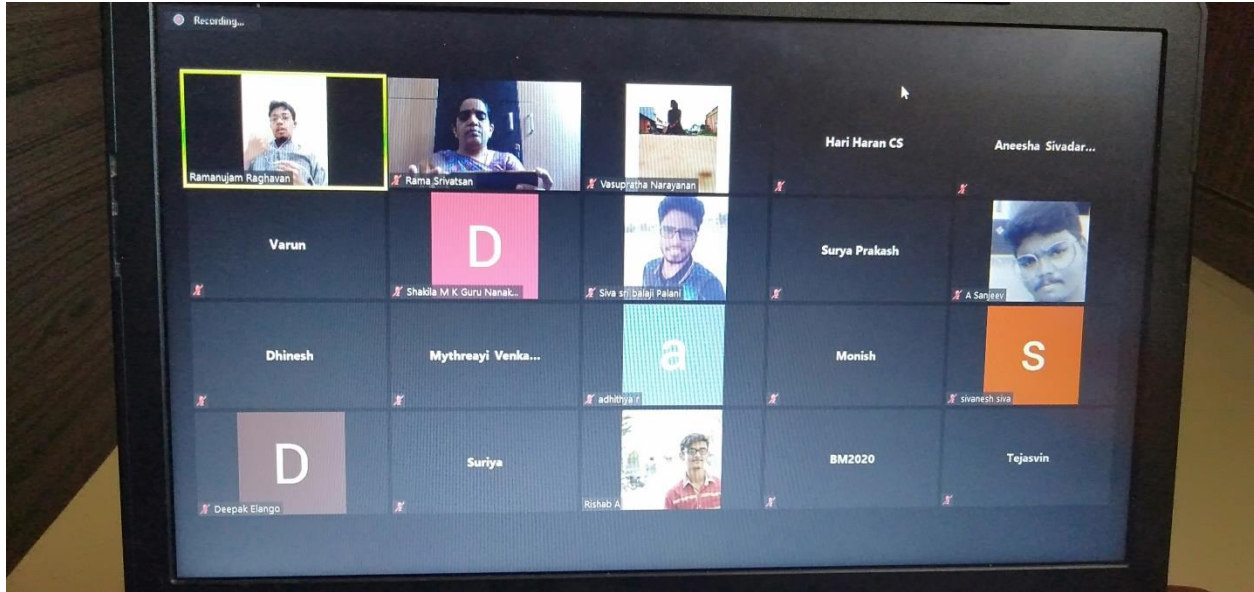 Recording...
Ramanujam Raghavan
Rama Srivatsan
Vasupratha Narayanan
Hari Haran CS
Aneesha Sivadar...
Varun
D
Shakila M K Guru Nanak...
Siva sri balaji Palani
Surya Prakash
A Sanjeev
Dhinesh
Mythreayi Venka...
a
adhithya r
Monish
S
sivanesh siva
D
Deepak Elango
Suriya
Rishab A
BM2020
Tejasvin